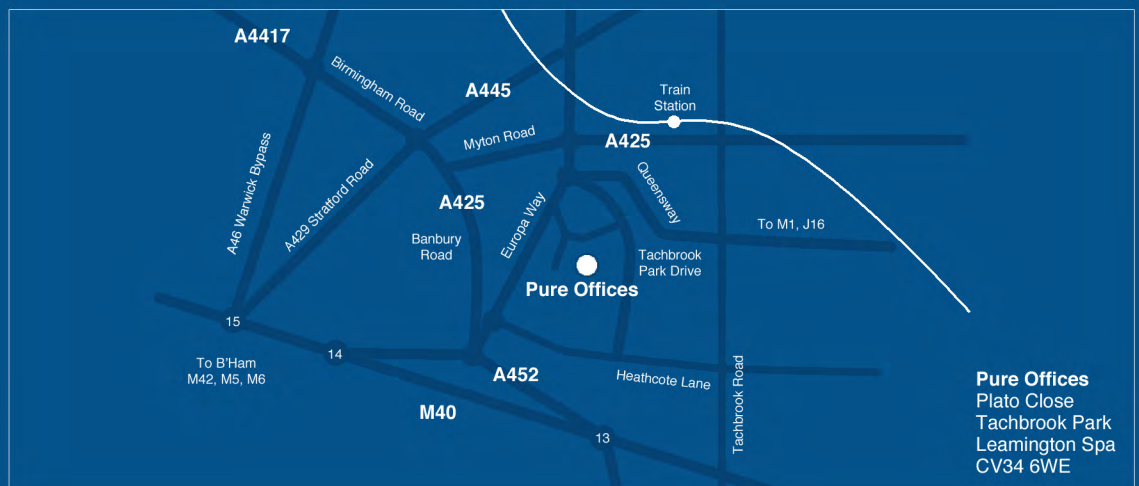 A4417
Birmingham Road
A445
Train
Station
Myton Road
A425
A46 Warwick Bypass
A429 Stratford Road
A425
Banbury
Road
Europa Way
Queensway
To M1, J16
Tachbrook
Park Drive
Pure Offices
15
14
To B'Ham
M42, M5, M6
A452
Heathcote Lane
Tachbrook Road
M40
13
Pure Offices
Plato Close
Tachbrook Park
Leamington Spa
CV34 6WE